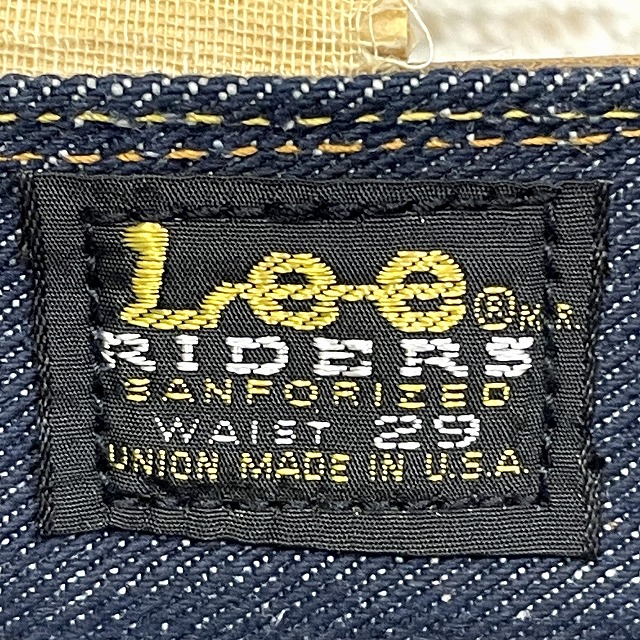 Lee ® M.R.
RIDERS
SANFORIZED
WAIST 29
UNION MADE IN U.S.A.